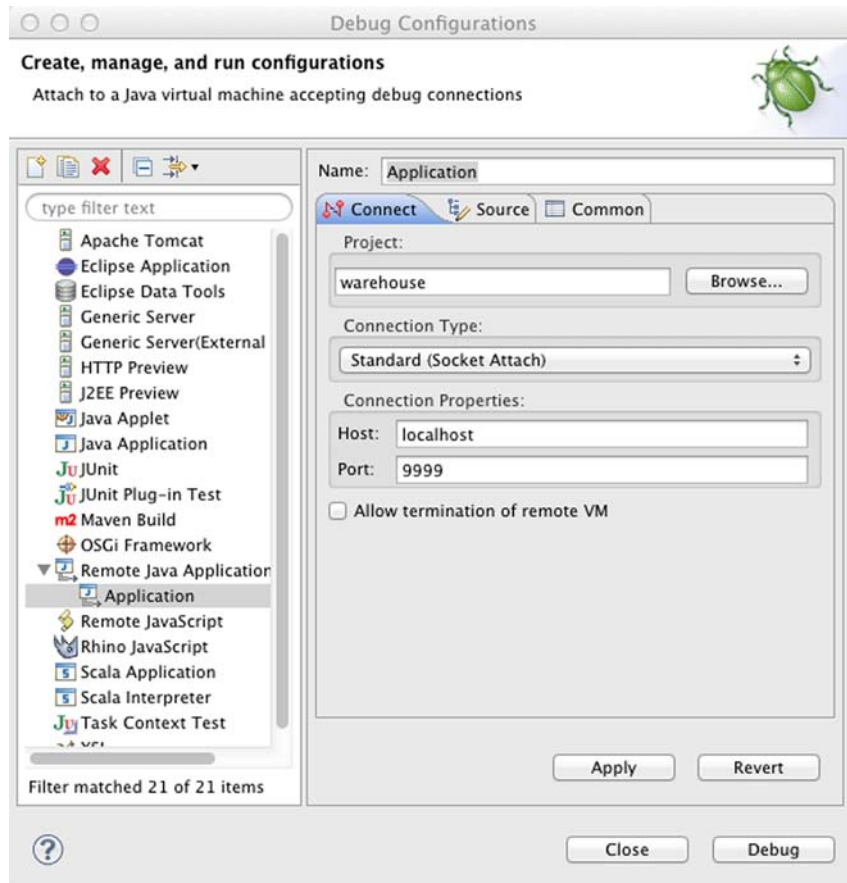 Debug Configurations
Create, manage, and run configurations
Attach to a Java virtual machine accepting debug connections
type filter text
Apache Tomcat
Eclipse Application
Eclipse Data Tools
Generic Server
Generic Server(External
HTTP Preview
J2EE Preview
Java Applet
Java Application
JUnit
JUnit Plug-in Test
m2 Maven Build
OSGi Framework
Remote Java Application
Application
Remote JavaScript
Rhino JavaScript
Scala Application
Scala Interpreter
Task Context Test
XSL
Filter matched 21 of 21 items
Name: Application
Connect Source Common
Project:
warehouse Browse...
Connection Type:
Standard (Socket Attach)
Connection Properties:
Host: localhost
Port: 9999
Allow termination of remote VM
Apply Revert
? Close Debug